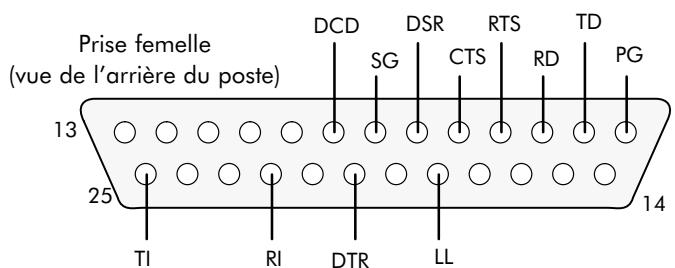 Prise femelle
(vue de l'arrière du poste)
DCD
DSR
RTS
TD
SG
CTS
RD
PG
13
25
14
TI
RI
DTR
LL